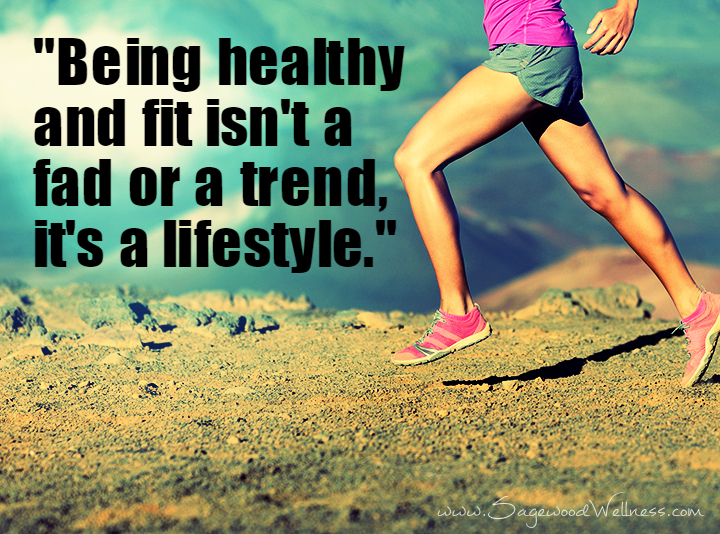 "Being healthy
and fit isn't a
fad or a trend,
it's a lifestyle."
www.SagewoodWellness.com